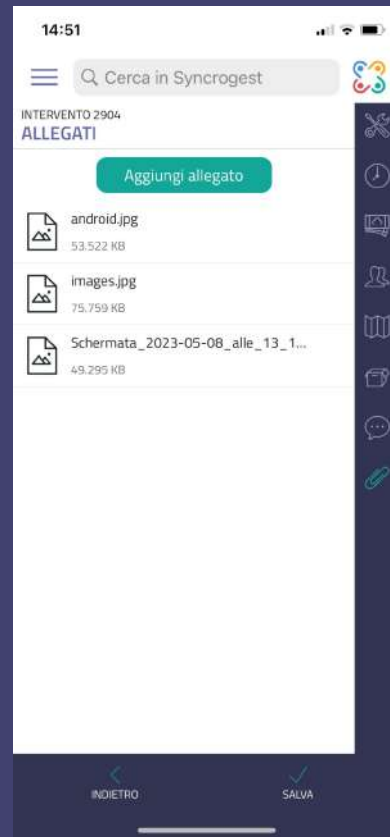 14:51
Cerca in Syncrogest
INTERVENTO 2904
ALLEGATI
Aggiungi allegato
android.jpg
53.522 KB
images.jpg
75.759 KB
Schermata_2023-05-08_alle_13_1...
49.295 KB
INDIETRO
SALVA